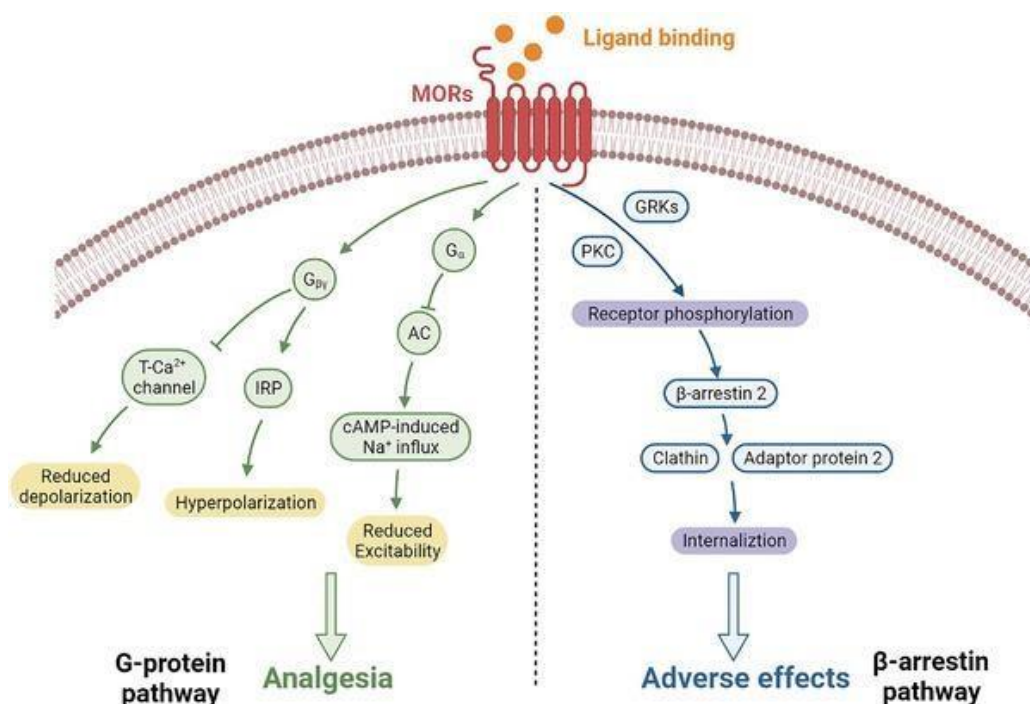 Ligand binding
MORs
GRKs
PKC
Gα
Gβγ
Receptor phosphorylation
AC
T-Ca²⁺
channel
IRP
β-arrestin 2
cAMP-induced
Na⁺ influx
Clathin
Adaptor protein 2
Reduced
depolarization
Hyperpolarization
Reduced
Excitability
Internaliztion
G-protein
pathway
Analgesia
Adverse effects
β-arrestin
pathway